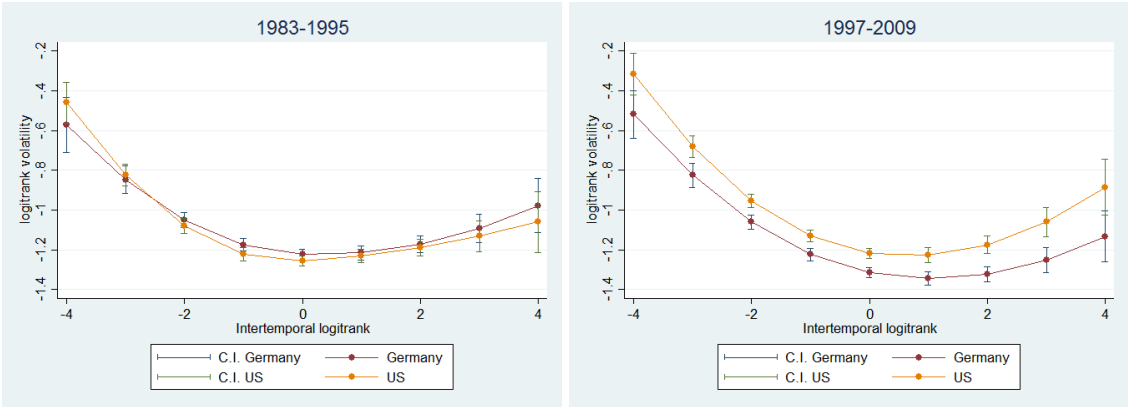 1983-1995
logitrank volatility
-.2
-.4
-.6
-.8
-1
-1.2
-1.4
-4 -2 0 2 4
Intertemporal logitrank
C.I. Germany Germany
C.I. US US
1997-2009
logitrank volatility
-.2
-.4
-.6
-.8
-1
-1.2
-1.4
-4 -2 0 2 4
Intertemporal logitrank
C.I. Germany Germany
C.I. US US